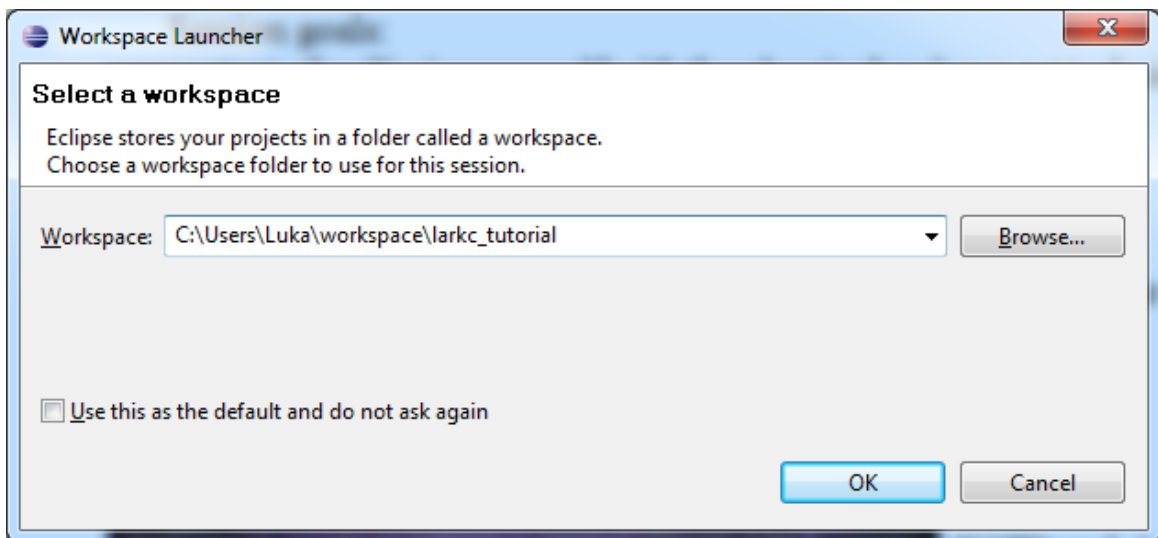 goals:
Workspace Launcher
Select a workspace
Eclipse stores your projects in a folder called a workspace.
Choose a workspace folder to use for this session.
Workspace: C:\Users\Luka\workspace\larkc_tutorial Browse...
Use this as the default and do not ask again
OK Cancel